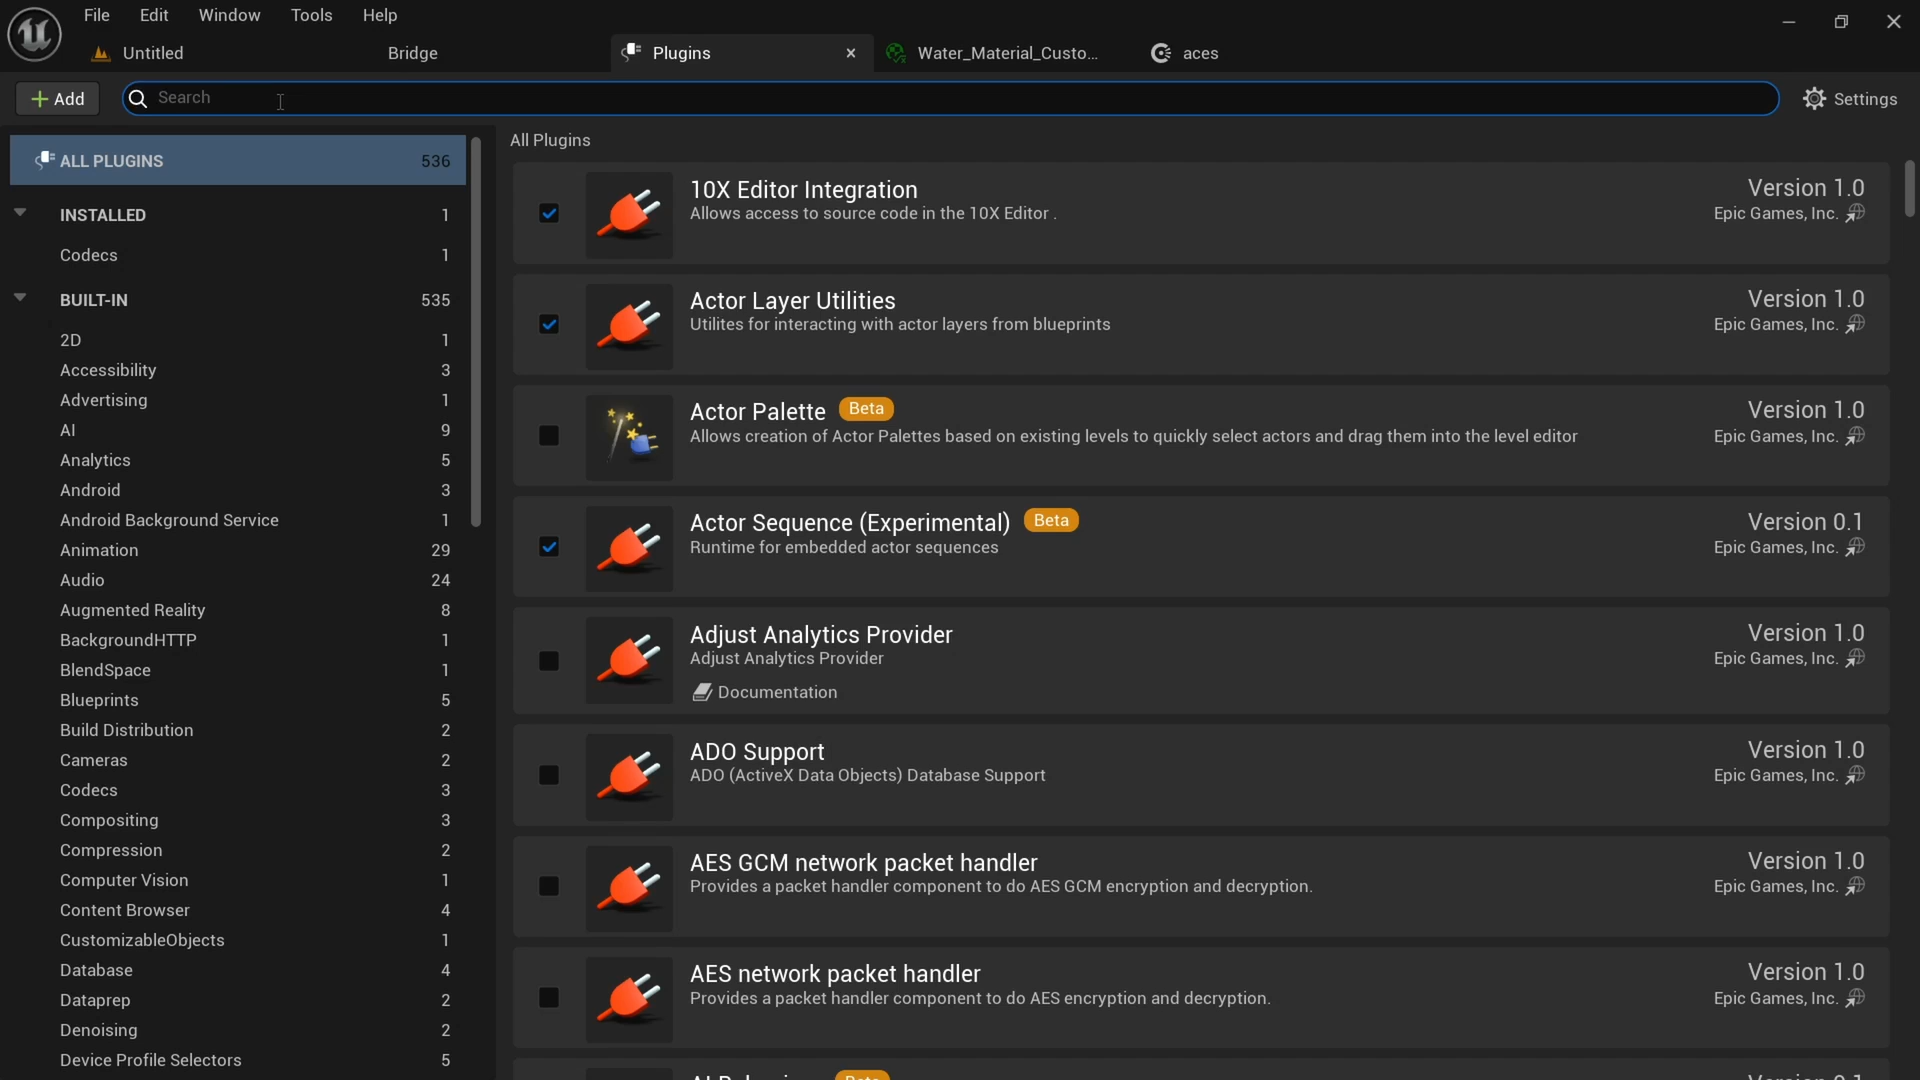 File Edit Window Tools Help
Untitled Bridge Plugins Water_Material_Custo... aces
Add Search Settings
ALL PLUGINS 536
INSTALLED 1
Codecs 1
BUILT-IN 535
2D 1
Accessibility 3
Advertising 1
AI 9
Analytics 5
Android 3
Android Background Service 1
Animation 29
Audio 24
Augmented Reality 8
BackgroundHTTP 1
BlendSpace 1
Blueprints 5
Build Distribution 2
Cameras 2
Codecs 3
Compositing 3
Compression 2
Computer Vision 1
Content Browser 4
CustomizableObjects 1
Database 4
Dataprep 2
Denoising 2
Device Profile Selectors 5
All Plugins
10X Editor Integration Version 1.0
Allows access to source code in the 10X Editor . Epic Games, Inc.
Actor Layer Utilities Version 1.0
Utilites for interacting with actor layers from blueprints Epic Games, Inc.
Actor Palette Beta Version 1.0
Allows creation of Actor Palettes based on existing levels to quickly select actors and drag them into the level editor Epic Games, Inc.
Actor Sequence (Experimental) Beta Version 0.1
Runtime for embedded actor sequences Epic Games, Inc.
Adjust Analytics Provider Version 1.0
Adjust Analytics Provider Epic Games, Inc.
Documentation
ADO Support Version 1.0
ADO (ActiveX Data Objects) Database Support Epic Games, Inc.
AES GCM network packet handler Version 1.0
Provides a packet handler component to do AES GCM encryption and decryption. Epic Games, Inc.
AES network packet handler Version 1.0
Provides a packet handler component to do AES encryption and decryption. Epic Games, Inc.